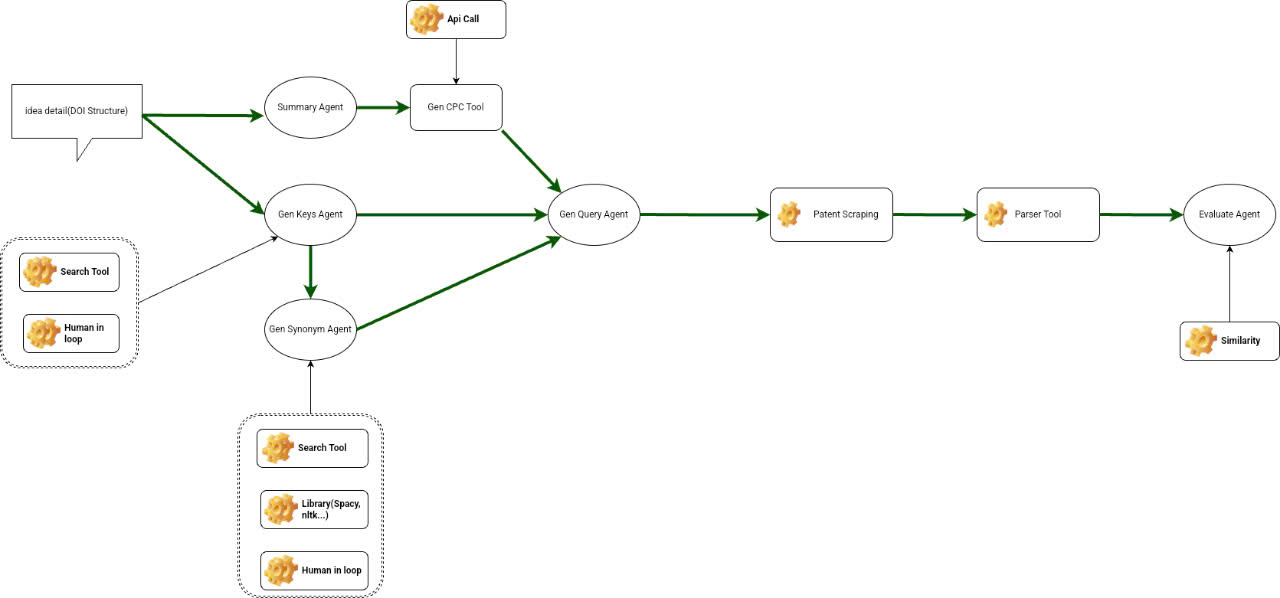 Api Call
idea detail(DOI Structure)
Summary Agent
Gen CPC Tool
Gen Keys Agent
Gen Query Agent
Patent Scraping
Parser Tool
Evaluate Agent
Search Tool
Human in
loop
Gen Synonym Agent
Similarity
Search Tool
Library(Spacy,
nltk...)
Human in loop